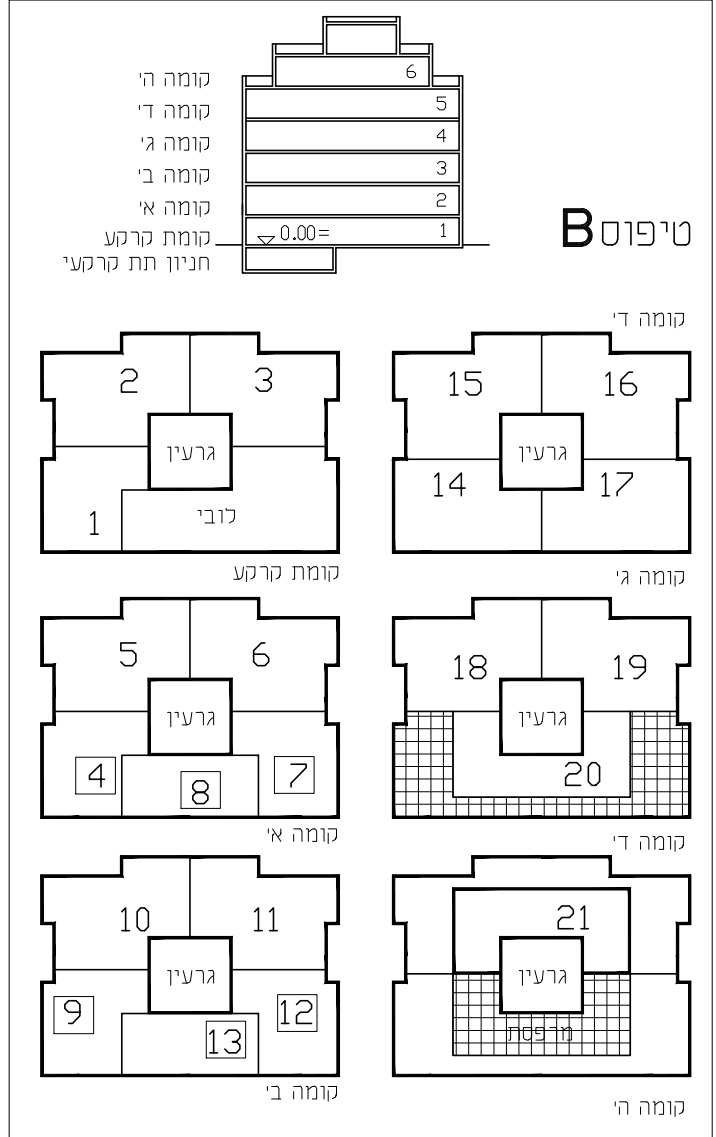 6
קומה ה'
5
קומה ד'
4
קומה ג'
3
קומה ב'
2
קומה א'
1
0.00=
קומת קרקע
חניון תת קרקעי
טיפוס B
קומה ד'
2 3
גרעין
1
לובי
קומת קרקע
15 16
גרעין
14 17
קומה ג'
5 6
גרעין
4 8 7
קומה א'
18 19
גרעין
20
קומה ד'
10 11
גרעין
9 13 12
קומה ב'
21
גרעין
מרפסת
קומה ה'